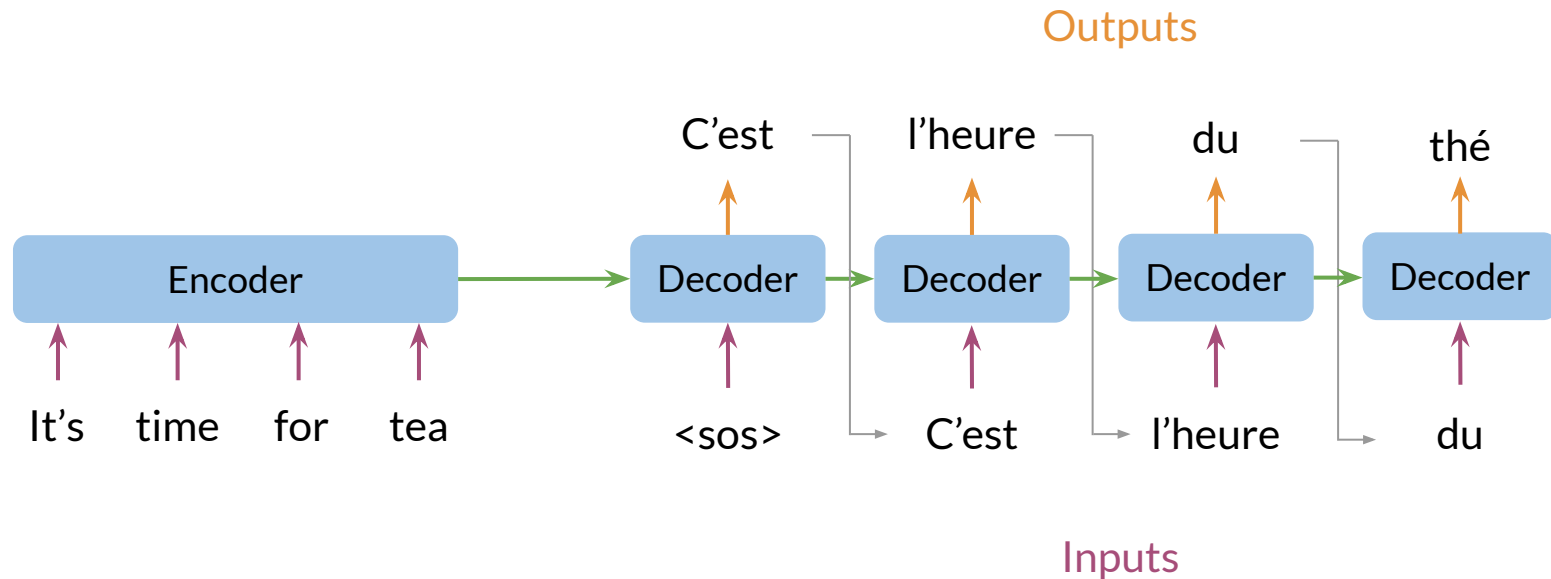 Outputs
C’est l’heure du thé
Encoder Decoder Decoder Decoder Decoder
It’s time for tea <sos> C’est l’heure du
Inputs